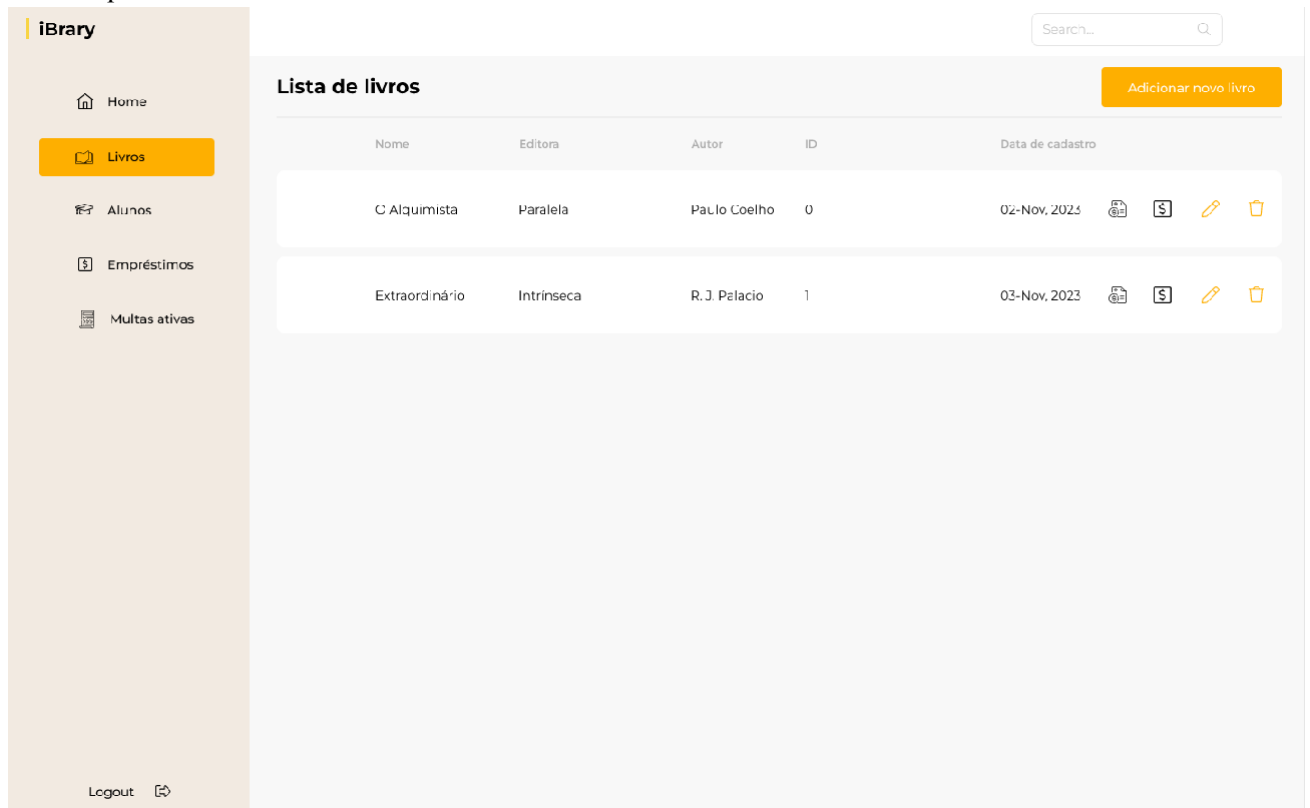 iBrary
Search...
Home
Livros
Alunos
Empréstimos
Multas ativas
Logout
Lista de livros
Adicionar novo livro
Nome Editora Autor ID Data de cadastro
O Alquimista Paralela Paulo Coelho 0 02-Nov, 2023
Extraordinário Intrínseca R. J. Palacio 1 03-Nov, 2023